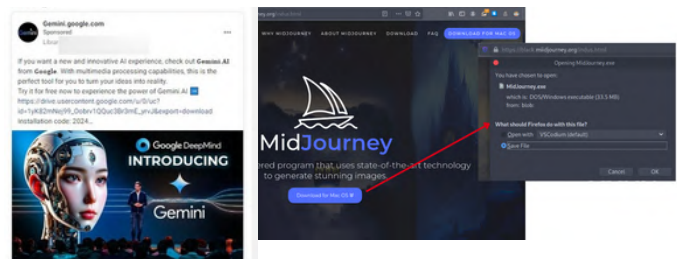 Gemini.google.com
Sponsored
If you want a new and innovative AI experience, check out Gemini AI
from Google. With multimedia processing capabilities, this is the
perfect tool for you to turn your ideas into reality.
Try it for free now to experience the power of Gemini.Ai
https://drive.usercontent.google.com/u/0/uc?
Installation code: 2024...
Google DeepMind
INTRODUCING
Gemini
WHY MIDJOURNEY ABOUT MIDJOURNEY DOWNLOAD FAQ DOWNLOAD FOR MAC OS
MidJourney
ered program that uses state-of-the-art technology
to generate stunning images.
Download for Mac OS
Opening MidJourney.exe
You have chosen to open:
MidJourney.exe
which is: DOS/Windows executable (33.5 MB)
from: blob:
What should Firefox do with this file?
Open with VSCodium (default)
Save File
Cancel OK